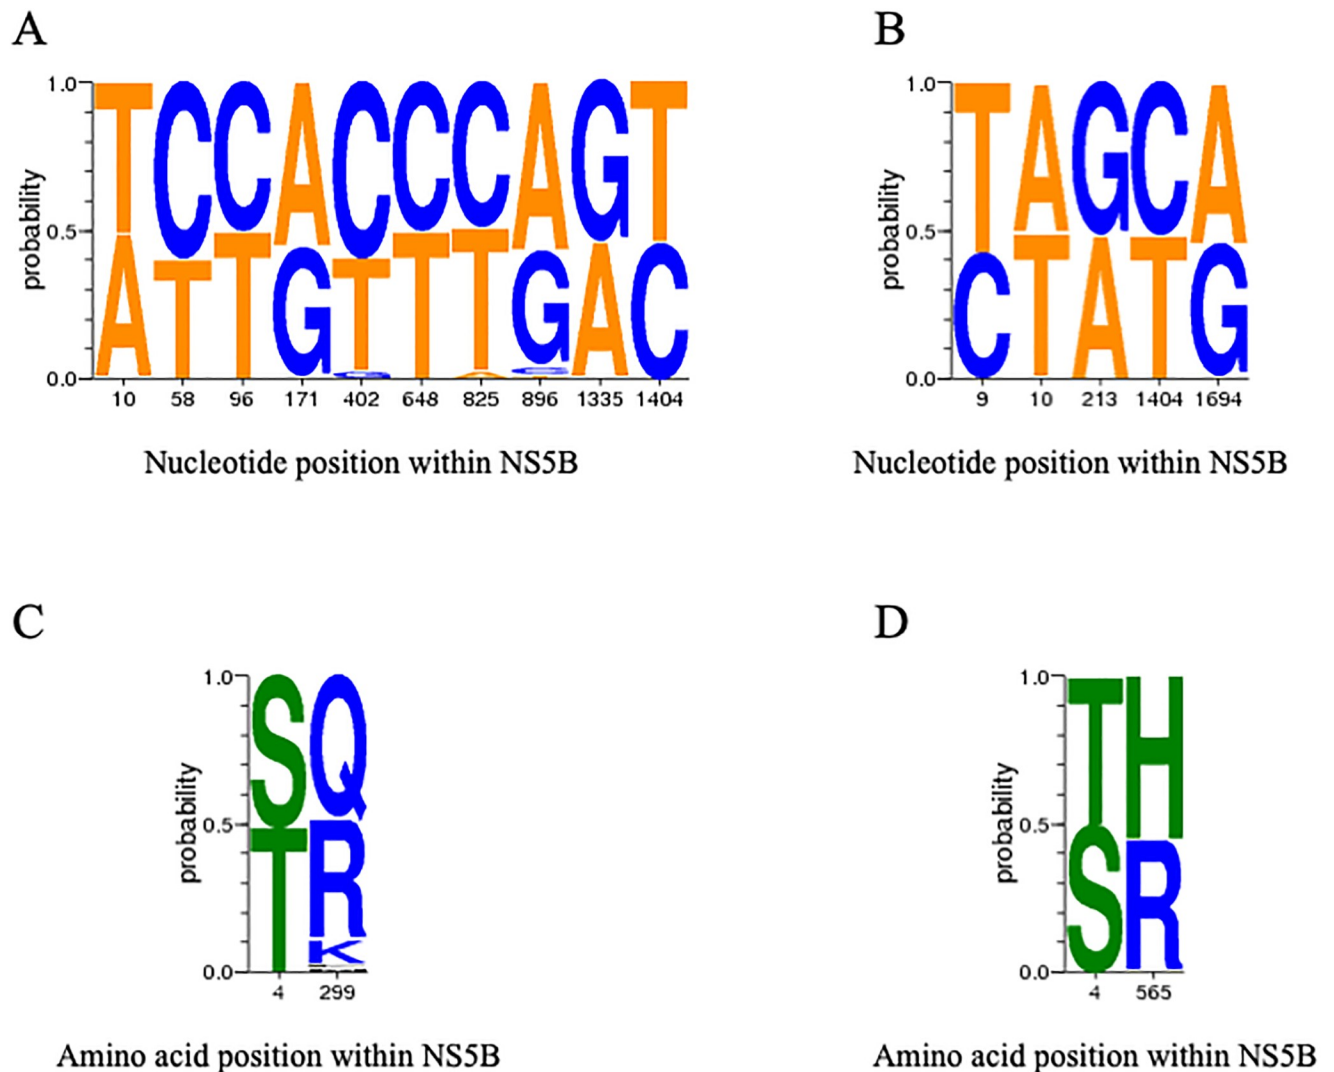 A
B
1.0
0.5
0.0
probability
TCCACCCAGT
ATTGTTTGAC
10 58 96 171 402 648 825 896 1335 1404
Nucleotide position within NS5B
1.0
0.5
0.0
probability
TAGCA
CTATG
9 10 213 1404 1694
Nucleotide position within NS5B
C
D
1.0
0.5
0.0
probability
SQ
TR
K
4 299
Amino acid position within NS5B
1.0
0.5
0.0
probability
TH
SR
4 565
Amino acid position within NS5B